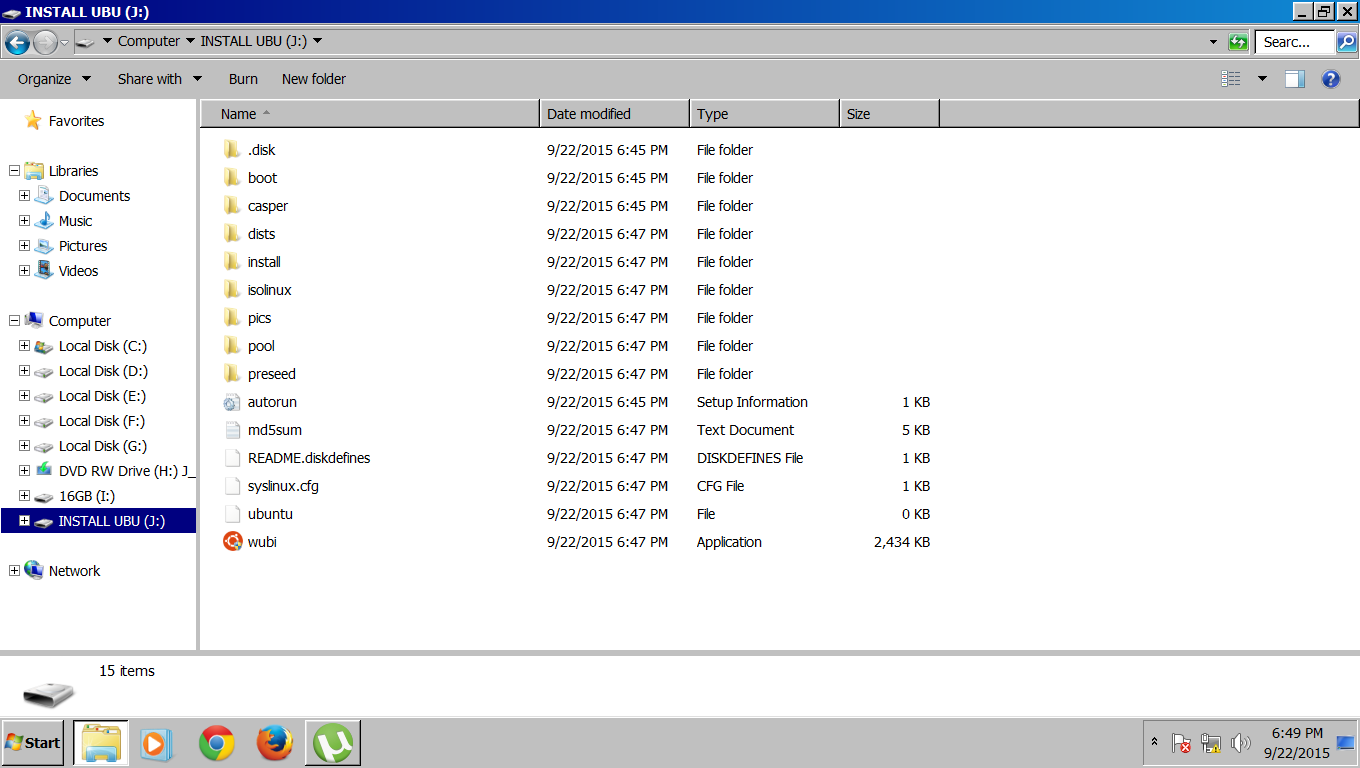 INSTALL UBU (J:)
Computer INSTALL UBU (J:) Searc...
Organize Share with Burn New folder
Name Date modified Type Size
Favorites
Libraries
Documents
Music
Pictures
Videos
Computer
Local Disk (C:)
Local Disk (D:)
Local Disk (E:)
Local Disk (F:)
Local Disk (G:)
DVD RW Drive (H:) J_
16GB (I:)
INSTALL UBU (J:)
Network
.disk 9/22/2015 6:45 PM File folder
boot 9/22/2015 6:45 PM File folder
casper 9/22/2015 6:45 PM File folder
dists 9/22/2015 6:47 PM File folder
install 9/22/2015 6:47 PM File folder
isolinux 9/22/2015 6:47 PM File folder
pics 9/22/2015 6:47 PM File folder
pool 9/22/2015 6:47 PM File folder
preseed 9/22/2015 6:47 PM File folder
autorun 9/22/2015 6:45 PM Setup Information 1 KB
md5sum 9/22/2015 6:47 PM Text Document 5 KB
README.diskdefines 9/22/2015 6:47 PM DISKDEFINES File 1 KB
syslinux.cfg 9/22/2015 6:47 PM CFG File 1 KB
ubuntu 9/22/2015 6:47 PM File 0 KB
wubi 9/22/2015 6:47 PM Application 2,434 KB
15 items
Start
6:49 PM
9/22/2015